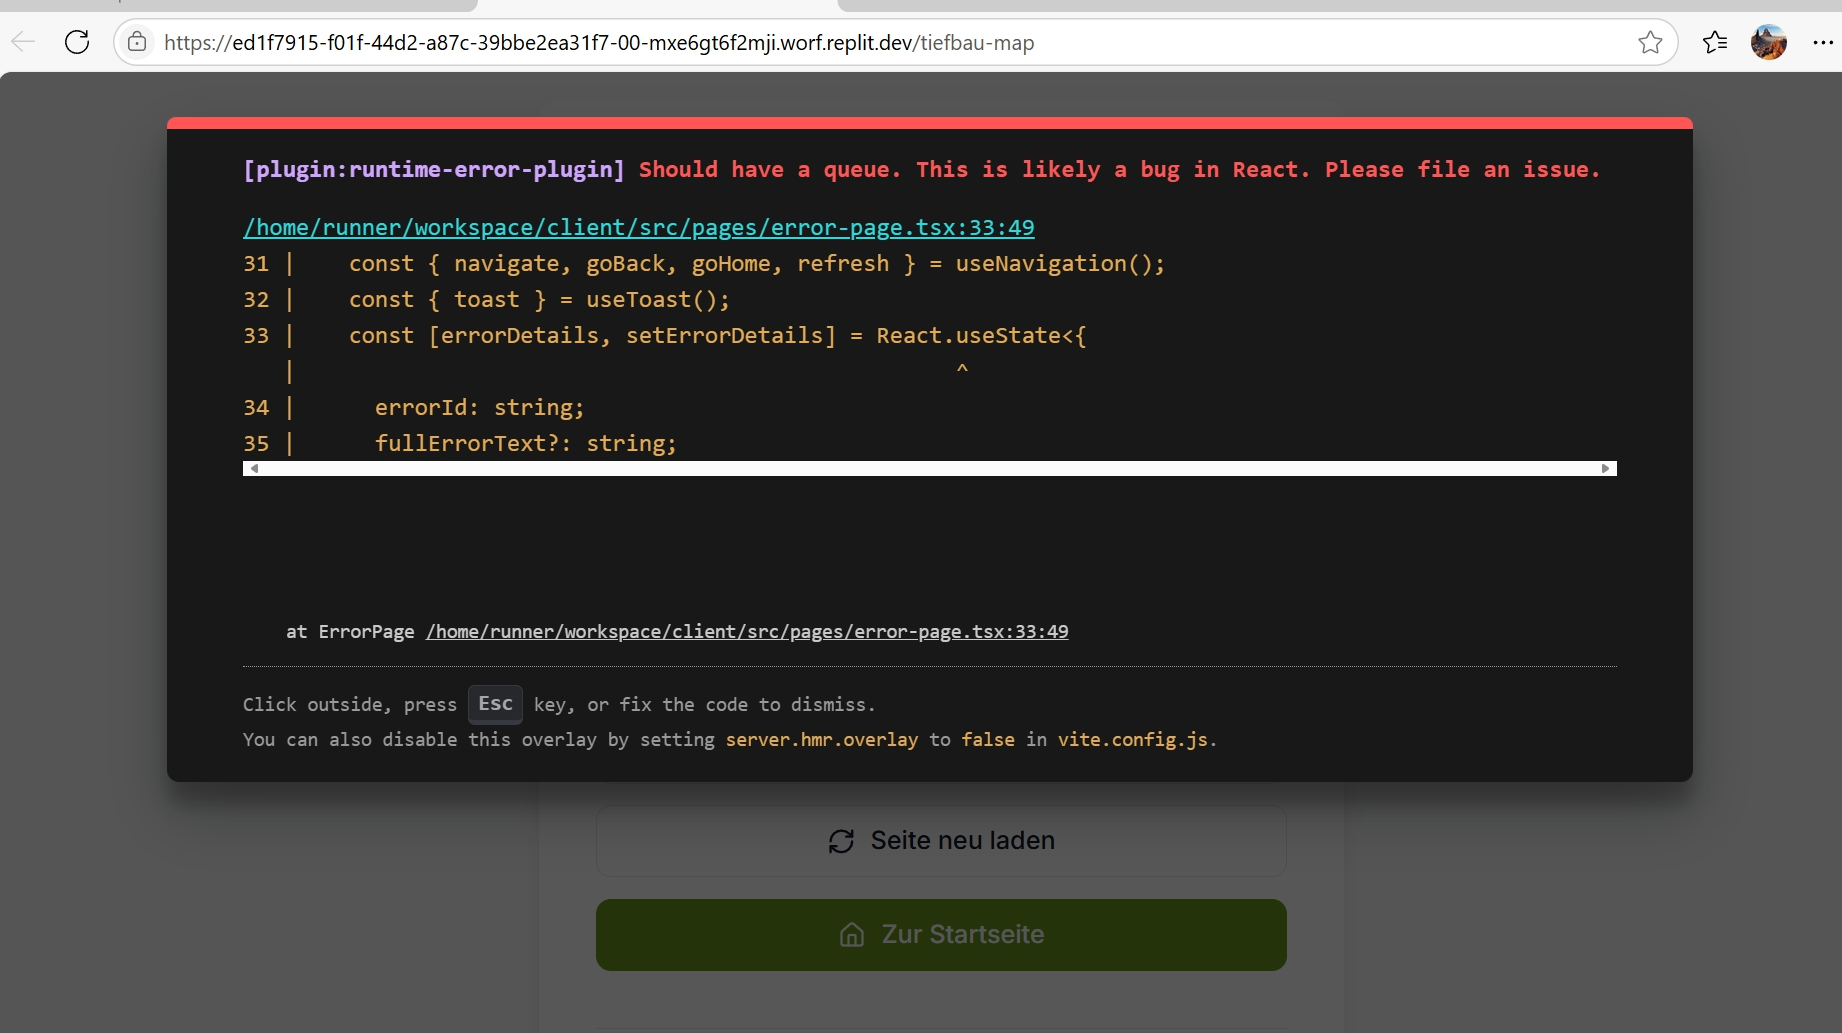 https://ed1f7915-f01f-44d2-a87c-39bbe2ea31f7-00-mxe6gt6f2mji.worf.replit.dev/tiefbau-map
[plugin:runtime-error-plugin] Should have a queue. This is likely a bug in React. Please file an issue.
/home/runner/workspace/client/src/pages/error-page.tsx:33:49
31 |    const { navigate, goBack, goHome, refresh } = useNavigation();
32 |    const { toast } = useToast();
33 |    const [errorDetails, setErrorDetails] = React.useState<{
   |                                                  ^
34 |      errorId: string;
35 |      fullErrorText?: string;
at ErrorPage /home/runner/workspace/client/src/pages/error-page.tsx:33:49
Click outside, press Esc key, or fix the code to dismiss.
You can also disable this overlay by setting server.hmr.overlay to false in vite.config.js.
Seite neu laden
Zur Startseite